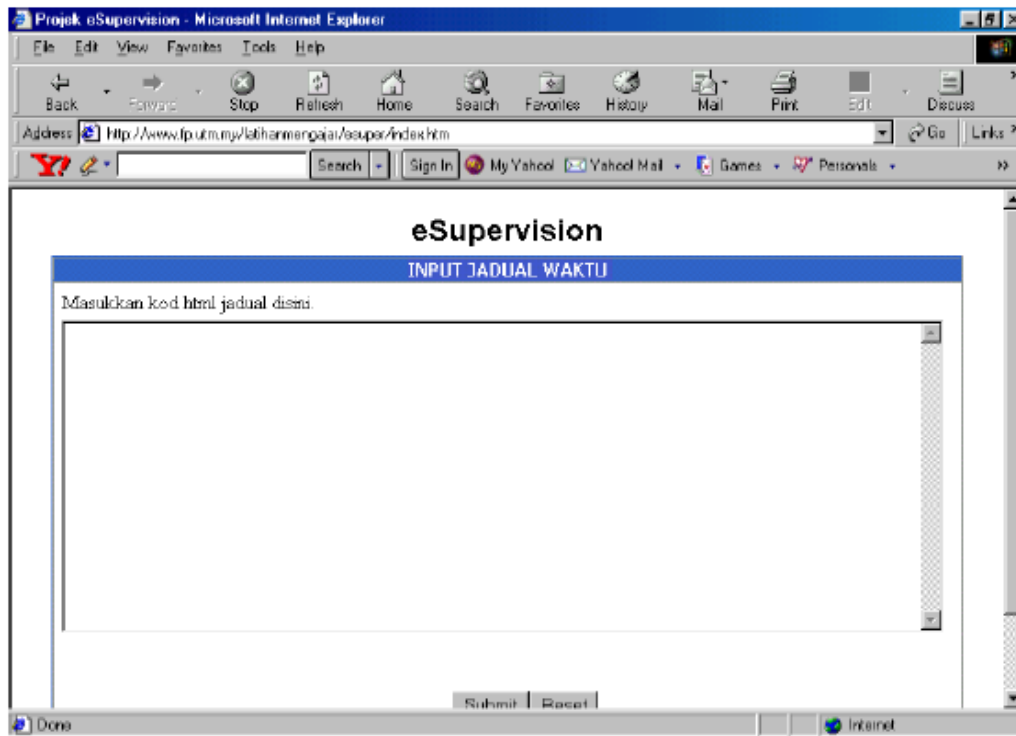 Projek eSupervision - Microsoft Internet Explorer
File Edit View Favorites Tools Help
Back Forward Stop Refresh Home Search Favorites History Mail Print Edit Discuss
Address http://www.fp.utm.my/latihanmengajar/esuper/index.htm Go Links
Y! Search Sign In My Yahoo! Yahoo! Mail Games Personals
eSupervision
INPUT JADUAL WAKTU
Masukkan kod html jadual disini.
Submit Reset
Done Internet